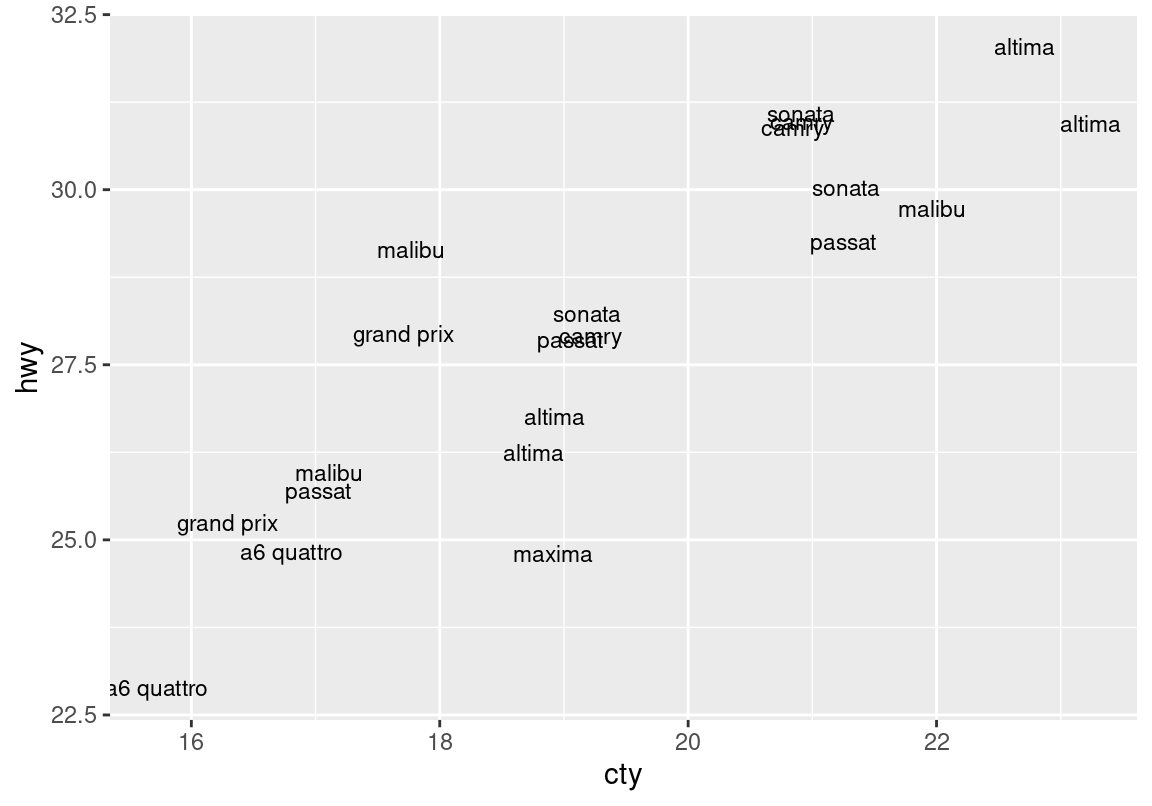 32.5
altima
sonata
camry
camry
altima
30.0
sonata
malibu
passat
malibu
sonata
grand prix
camry
passat
27.5
hwy
altima
altima
malibu
passat
grand prix
25.0
a6 quattro
maxima
a6 quattro
22.5
16 18 20 22
cty